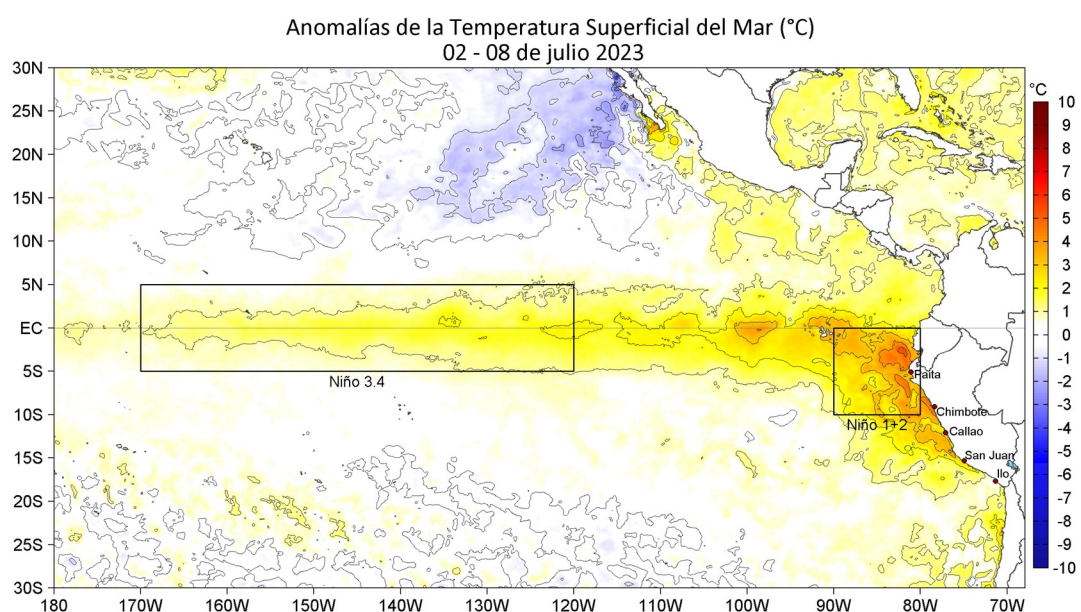 Anomalías de la Temperatura Superficial del Mar (°C)
02 - 08 de julio 2023
30N
25N
20N
15N
10N
5N
EC
5S
10S
15S
20S
25S
30S
180
170W
160W
150W
140W
130W
120W
110W
100W
90W
80W
70W
Niño 3.4
Niño 1+2
Paita
Chimbote
Callao
San Juan
Ilo
°C
10
9
8
7
6
5
4
3
2
1
0
-1
-2
-3
-4
-5
-6
-7
-8
-9
-10